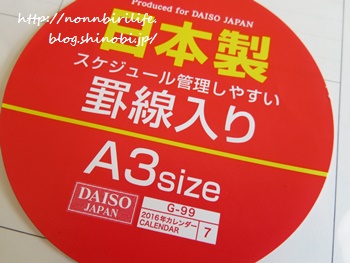 Produced for DAISO JAPAN
http://nonnbirilife.
blog.shinobi.jp/
日本製
スケジュール管理しやすい
罫線入り
A3size
DAISO
JAPAN
G-99
2016年カレンダー
CALENDAR
7